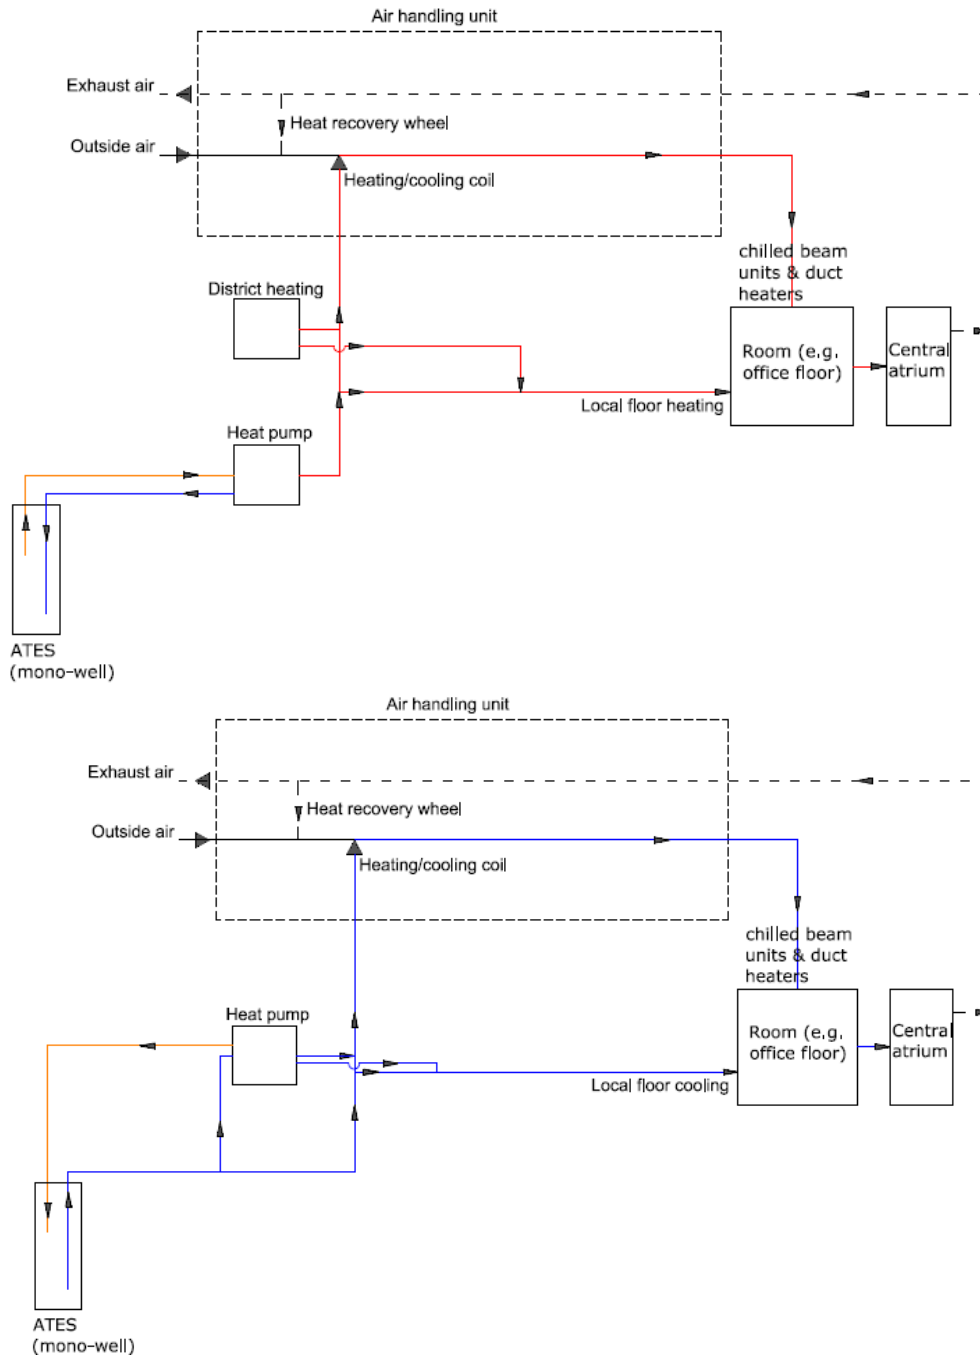 Air handling unit
Exhaust air
Heat recovery wheel
Outside air
Heating/cooling coil
chilled beam
units & duct
heaters
District heating
Room (e.g.
office floor)
Central
atrium
Local floor heating
Heat pump
ATES
(mono-well)
Air handling unit
Exhaust air
Heat recovery wheel
Outside air
Heating/cooling coil
chilled beam
units & duct
heaters
Heat pump
Room (e.g.
office floor)
Central
atrium
Local floor cooling
ATES
(mono-well)